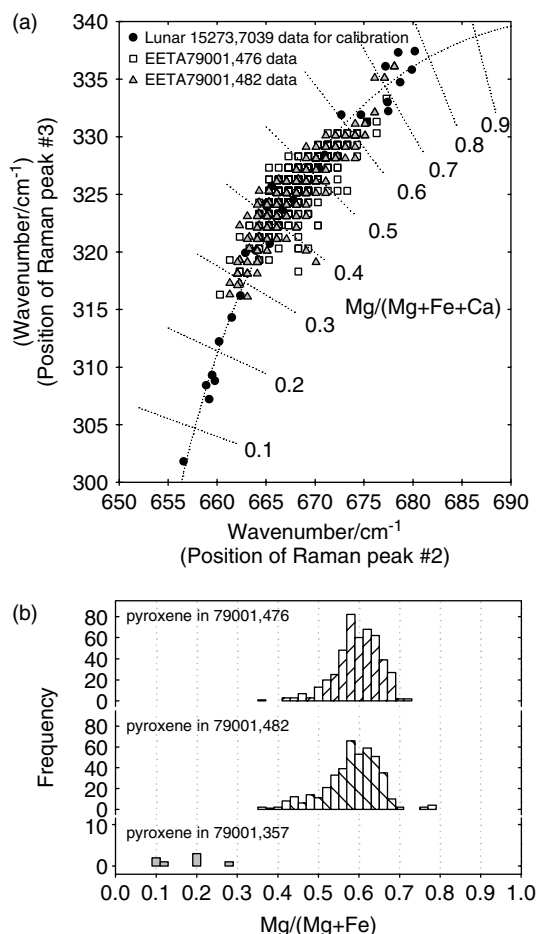 (a)
340
335
330
325
320
315
310
305
300
(Wavenumber/cm-1)
(Position of Raman peak #3)
Lunar 15273,7039 data for calibration
EETA79001,476 data
EETA79001,482 data
0.9
0.8
0.7
0.6
0.5
0.4
Mg/(Mg+Fe+Ca)
0.3
0.2
0.1
650 655 660 665 670 675 680 685 690
Wavenumber/cm-1
(Position of Raman peak #2)
(b)
Frequency
80
60
40
20
0
pyroxene in 79001,476
80
60
40
20
0
pyroxene in 79001,482
10
0
pyroxene in 79001,357
0.0 0.1 0.2 0.3 0.4 0.5 0.6 0.7 0.8 0.9 1.0
Mg/(Mg+Fe)